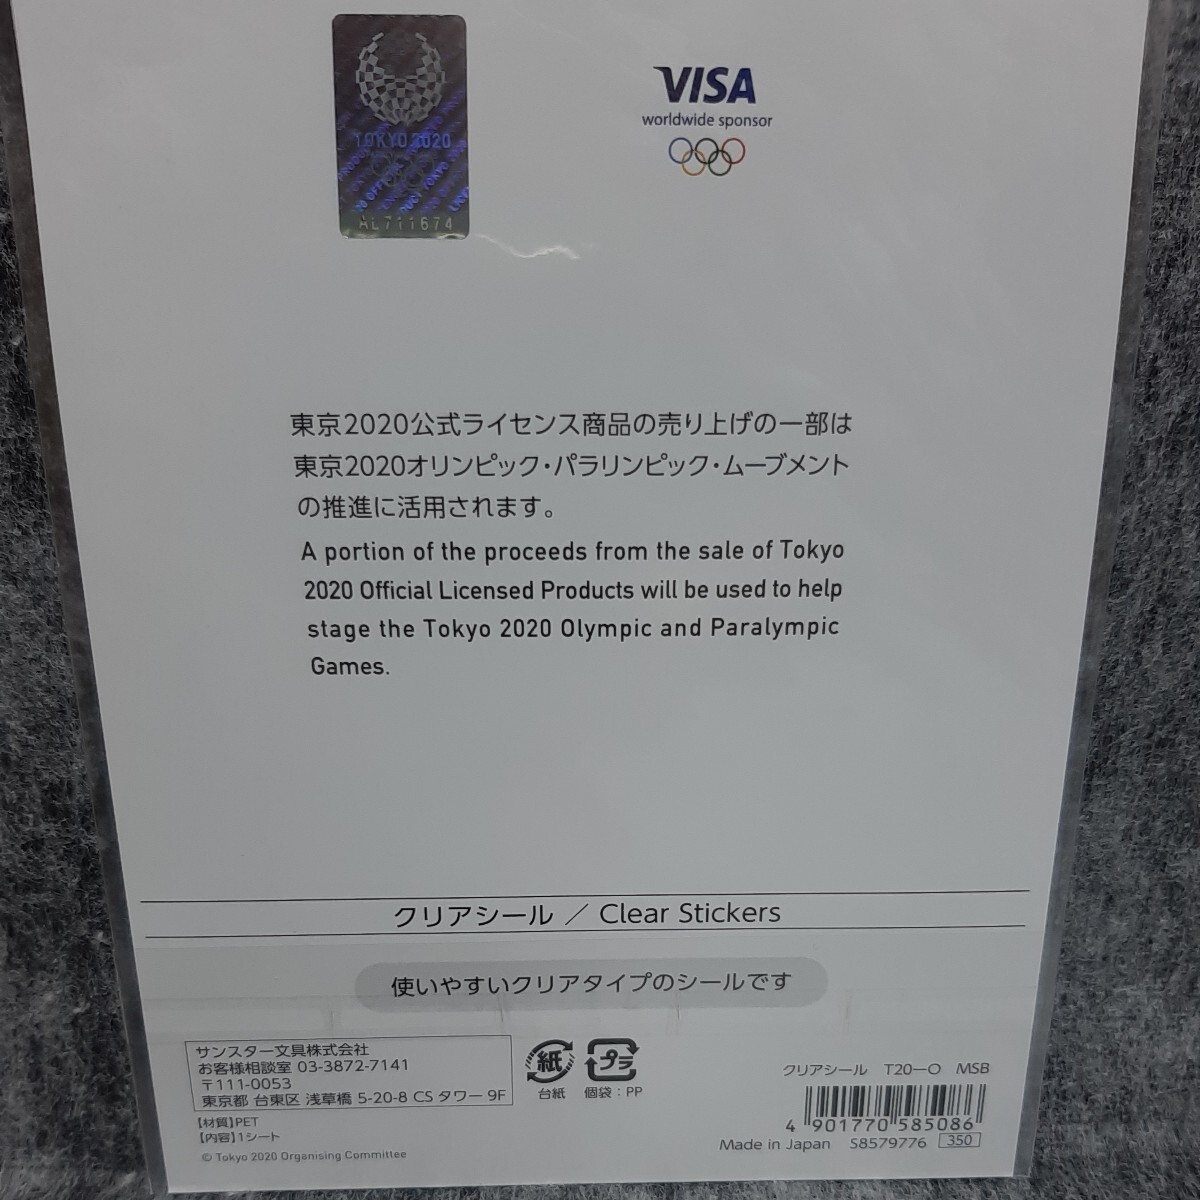 TOKYO 2020
AL711674
VISA
worldwide sponsor
東京2020公式ライセンス商品の売り上げの一部は
東京2020オリンピック・パラリンピック・ムーブメント
の推進に活用されます。
A portion of the proceeds from the sale of Tokyo
2020 Official Licensed Products will be used to help
stage the Tokyo 2020 Olympic and Paralympic
Games.
クリアシール / Clear Stickers
使いやすいクリアタイプのシールです
サンスター文具株式会社
お客様相談室 03-3872-7141
〒111-0053
東京都 台東区 浅草橋 5-20-8 CS タワー 9F
【材質】PET
【内容】1シート
© Tokyo 2020 Organising Committee
紙
台紙
プラ
個袋：PP
クリアシール T20-O MSB
4 901770 585086
Made in Japan S8579776 350